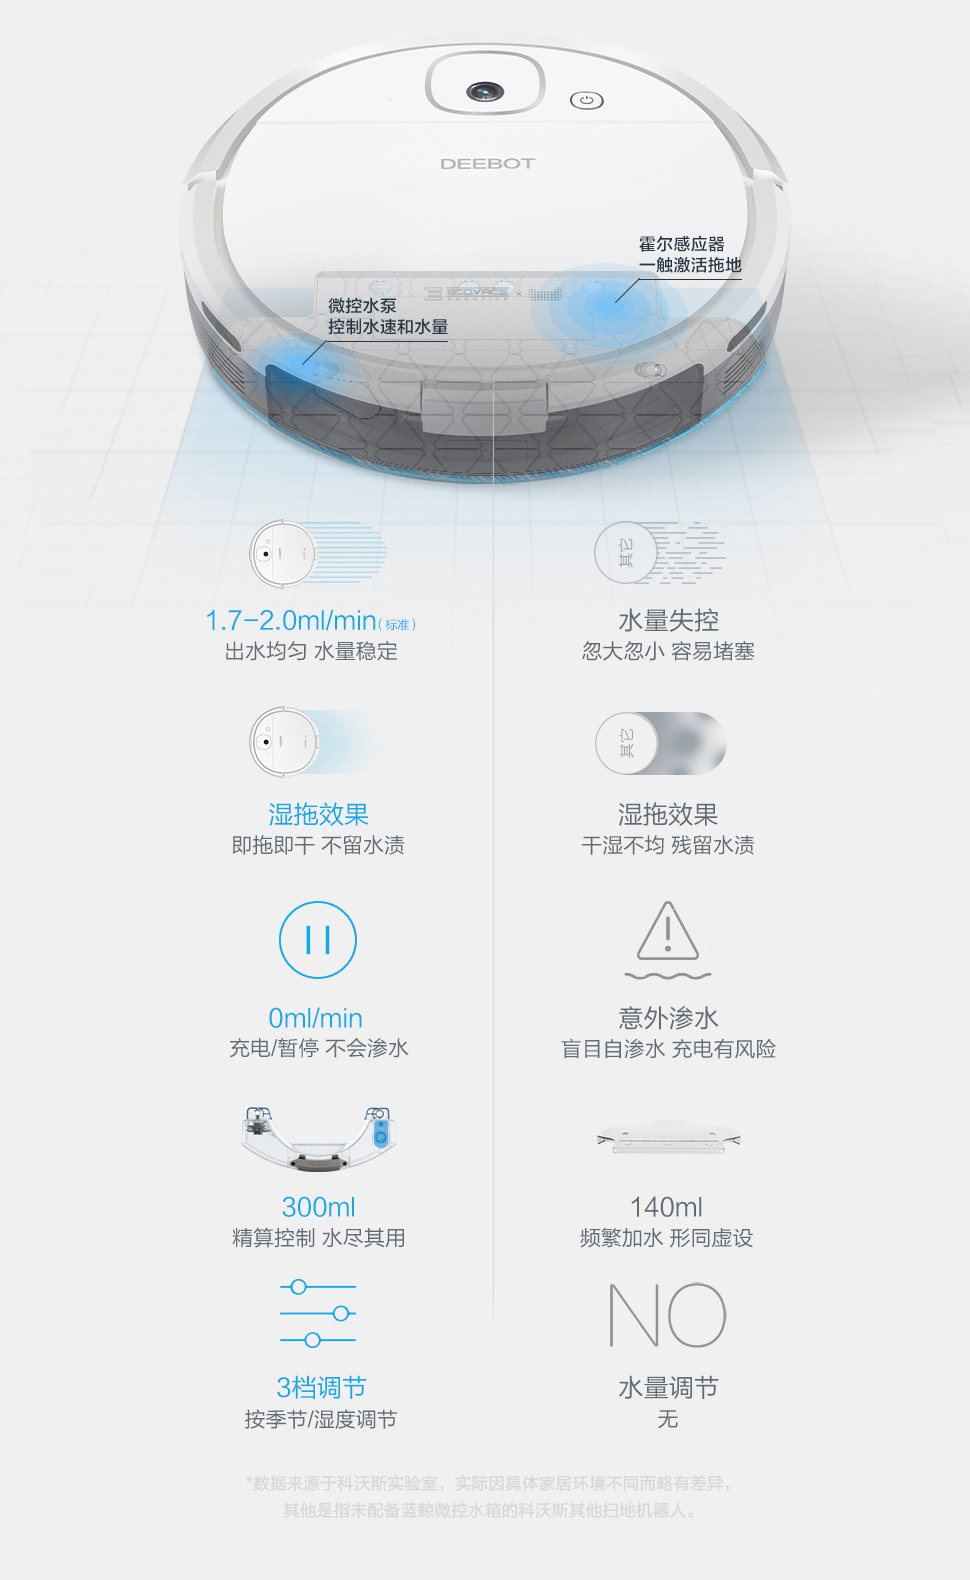 DEEBOT
霍尔感应器
一触激活拖地
ECOVACS
ROBOTICS
微控水泵
控制水速和水量
其它
1.7-2.0ml/min(标准)
水量失控
出水均匀 水量稳定
忽大忽小 容易堵塞
其它
湿拖效果
湿拖效果
即拖即干 不留水渍
干湿不均 残留水渍
0ml/min
意外渗水
充电/暂停 不会渗水
盲目自渗水 充电有风险
300ml
140ml
精算控制 水尽其用
频繁加水 形同虚设
NO
3档调节
水量调节
按季节/湿度调节
无
*数据来源于科沃斯实验室，实际因具体家居环境不同而略有差异，
其他是指未配备蓝鲸微控水箱的科沃斯其他扫地机器人。